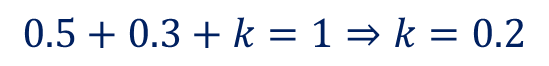 0.5 + 0.3 + 𝑘 = 1 ⇒ 𝑘 = 0.2